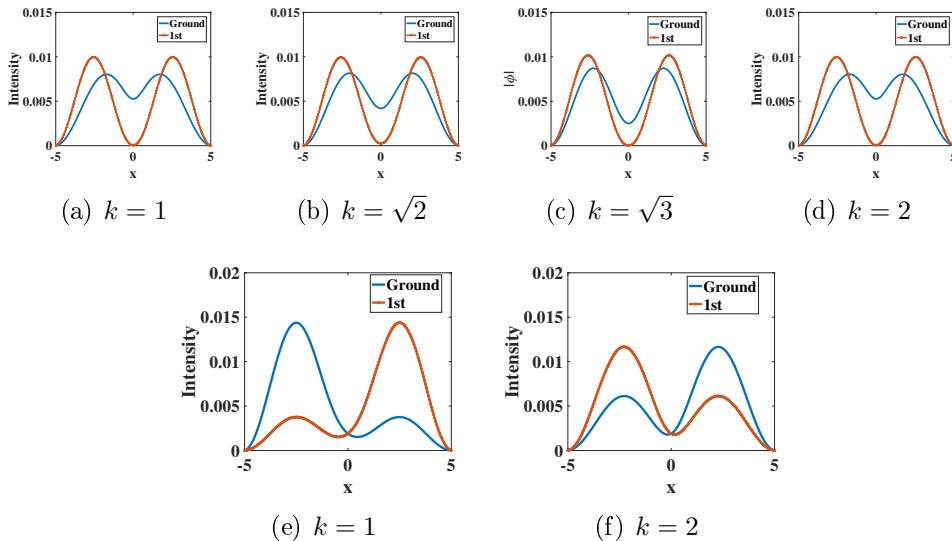 0.015
0.01
0.005
0
-5
0
5
Intensity
x
Ground
1st
(a) k = 1
0.015
0.01
0.005
0
-5
0
5
Intensity
x
Ground
1st
(b) k = √2
0.015
0.01
0.005
0
-5
0
5
|ϕ|
x
Ground
1st
(c) k = √3
0.015
0.01
0.005
0
-5
0
5
Intensity
x
Ground
1st
(d) k = 2
0.02
0.015
0.01
0.005
0
-5
0
5
Intensity
x
Ground
1st
(e) k = 1
0.02
0.015
0.01
0.005
0
-5
0
5
Intensity
x
Ground
1st
(f) k = 2